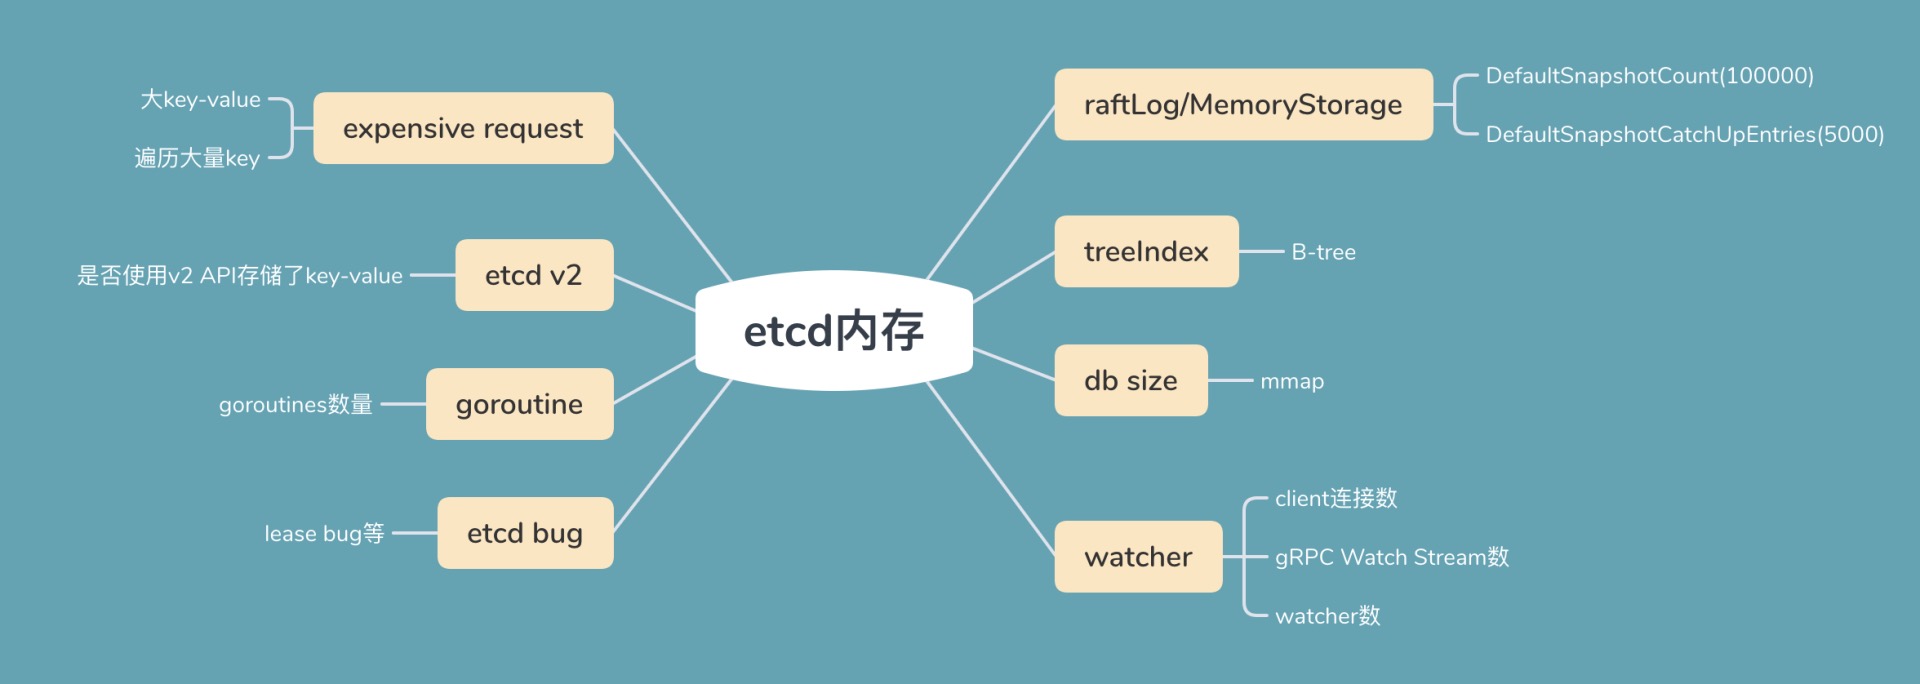 etcd内存
raftLog/MemoryStorage
DefaultSnapshotCount(100000)
DefaultSnapshotCatchUpEntries(5000)
treeIndex
B-tree
db size
mmap
watcher
client连接数
gRPC Watch Stream数
watcher数
expensive request
大key-value
遍历大量key
etcd v2
是否使用v2 API存储了key-value
goroutine
goroutines数量
etcd bug
lease bug等